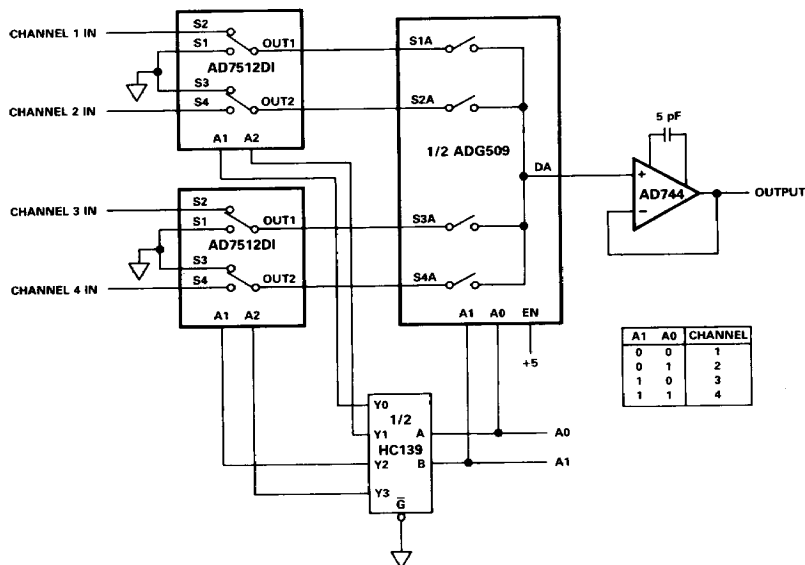 CHANNEL 1 IN
S2
S1
OUT1
AD7512DI
S3
S4
OUT2
CHANNEL 2 IN
A1 A2
CHANNEL 3 IN
S2
S1
OUT1
AD7512DI
S3
S4
OUT2
CHANNEL 4 IN
A1 A2
S1A
S2A
1/2 ADG509
DA
S3A
S4A
A1 A0 EN
+5
5 pF
+
AD744
−
OUTPUT
A1 A0 CHANNEL
0 0 1
0 1 2
1 0 3
1 1 4
Y0
1/2
Y1
A
A0
HC139
Y2
B
A1
Y3
G̅